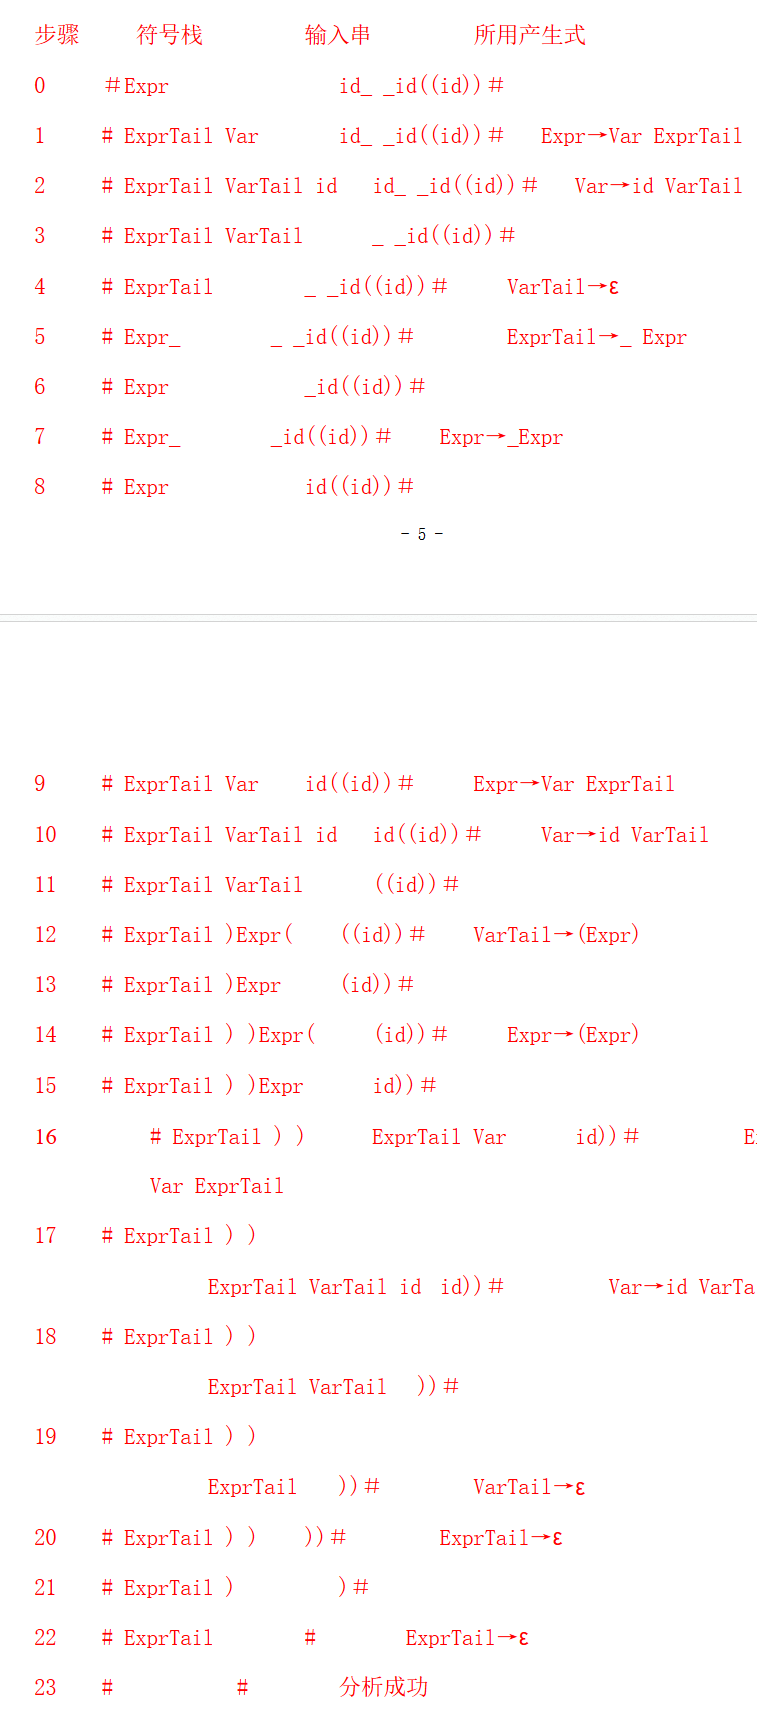 步骤 符号栈 输入串 所用产生式
0 ＃Expr id_ _id((id))＃
1 # ExprTail Var id_ _id((id))＃ Expr→Var ExprTail
2 # ExprTail VarTail id id_ _id((id))＃ Var→id VarTail
3 # ExprTail VarTail _ _id((id))＃
4 # ExprTail _ _id((id))＃ VarTail→ε
5 # Expr_ _ _id((id))＃ ExprTail→_ Expr
6 # Expr _id((id))＃
7 # Expr_ _id((id))＃ Expr→_Expr
8 # Expr id((id))＃
- 5 -
9 # ExprTail Var id((id))＃ Expr→Var ExprTail
10 # ExprTail VarTail id id((id))＃ Var→id VarTail
11 # ExprTail VarTail ((id))＃
12 # ExprTail )Expr( ((id))＃ VarTail→(Expr)
13 # ExprTail )Expr (id))＃
14 # ExprTail ) )Expr( (id))＃ Expr→(Expr)
15 # ExprTail ) )Expr id))＃
16 # ExprTail ) ) ExprTail Var id))＃
Var ExprTail
17 # ExprTail ) )
ExprTail VarTail id id))＃ Var→id VarTa
18 # ExprTail ) )
ExprTail VarTail ))＃
19 # ExprTail ) )
ExprTail ))＃ VarTail→ε
20 # ExprTail ) ) ))＃ ExprTail→ε
21 # ExprTail ) )＃
22 # ExprTail # ExprTail→ε
23 # # 分析成功